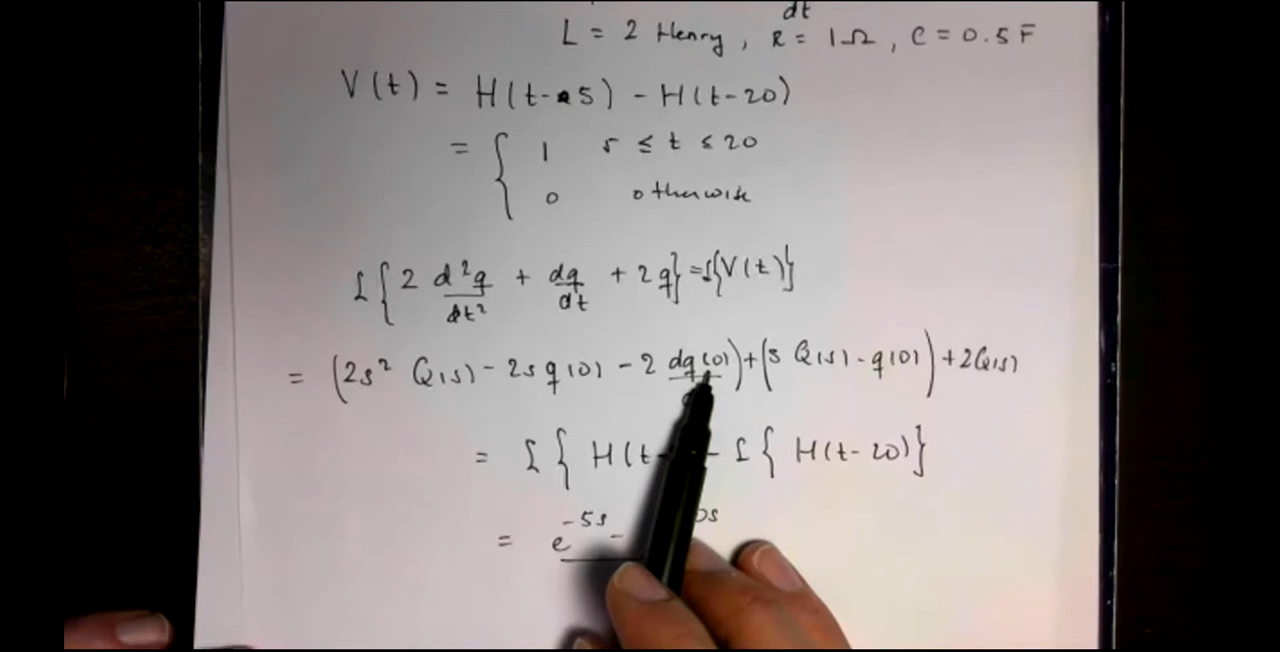 dt
L = 2 Henry, R = 1Ω, C = 0.5 F
V(t) = H(t-5) - H(t-20)
= { 1 5 ≤ t ≤ 20
0 otherwise
L{2 d²q/dt² + dq/dt + 2q} = L{V(t)}
= (2s² Q(s) - 2s q(0) - 2 dq(0)) + (s Q(s) - q(0)) + 2Q(s)
= L{ H(t - L{ H(t-20)}
= e^-5s - 0s